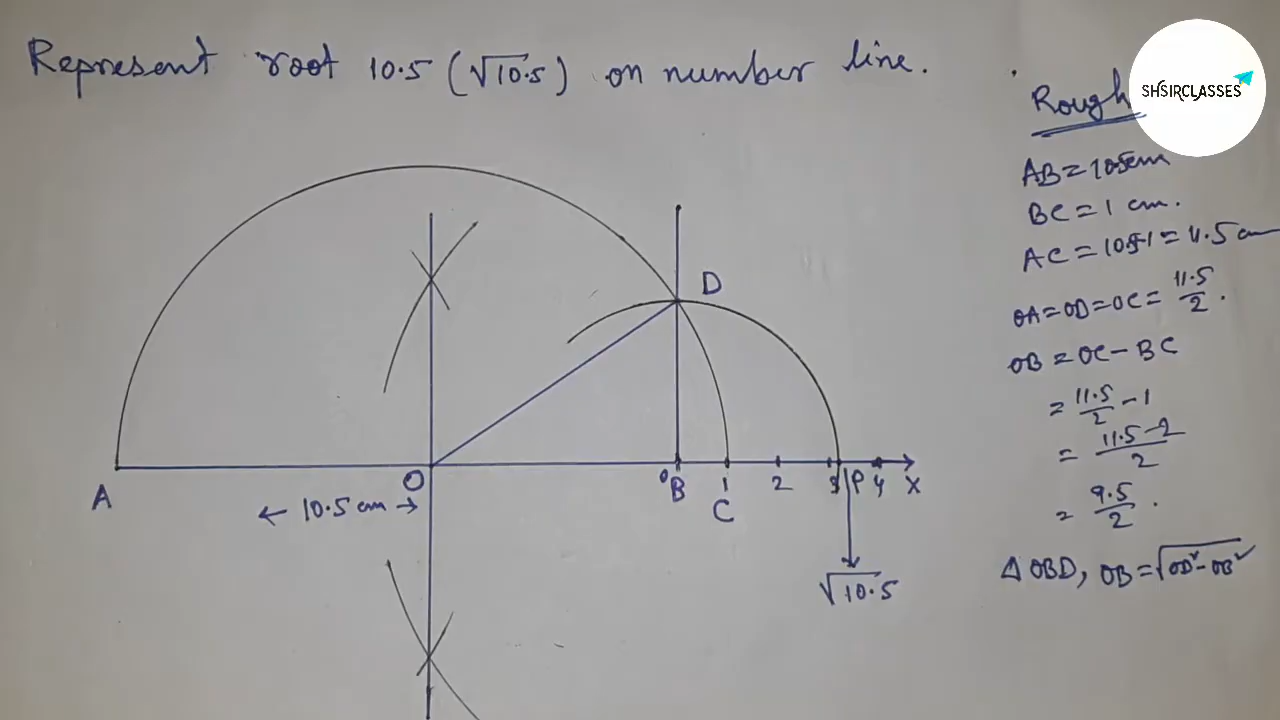 Represent root 10.5 (√10.5) on number line.
SHSIRCLASSES
Rough
AB = 10.5cm
BC = 1 cm.
AC = 10.5+1 = 11.5 cm
OA = OD = OC = 11.5/2.
OB = OC - BC
= 11.5/2 - 1
= 11.5-2/2
= 9.5/2.
Δ OBD, OB = √OD² - OB²
D
A
O
0
B
1
C
2
3
P
4
X
← 10.5 cm →
√10.5